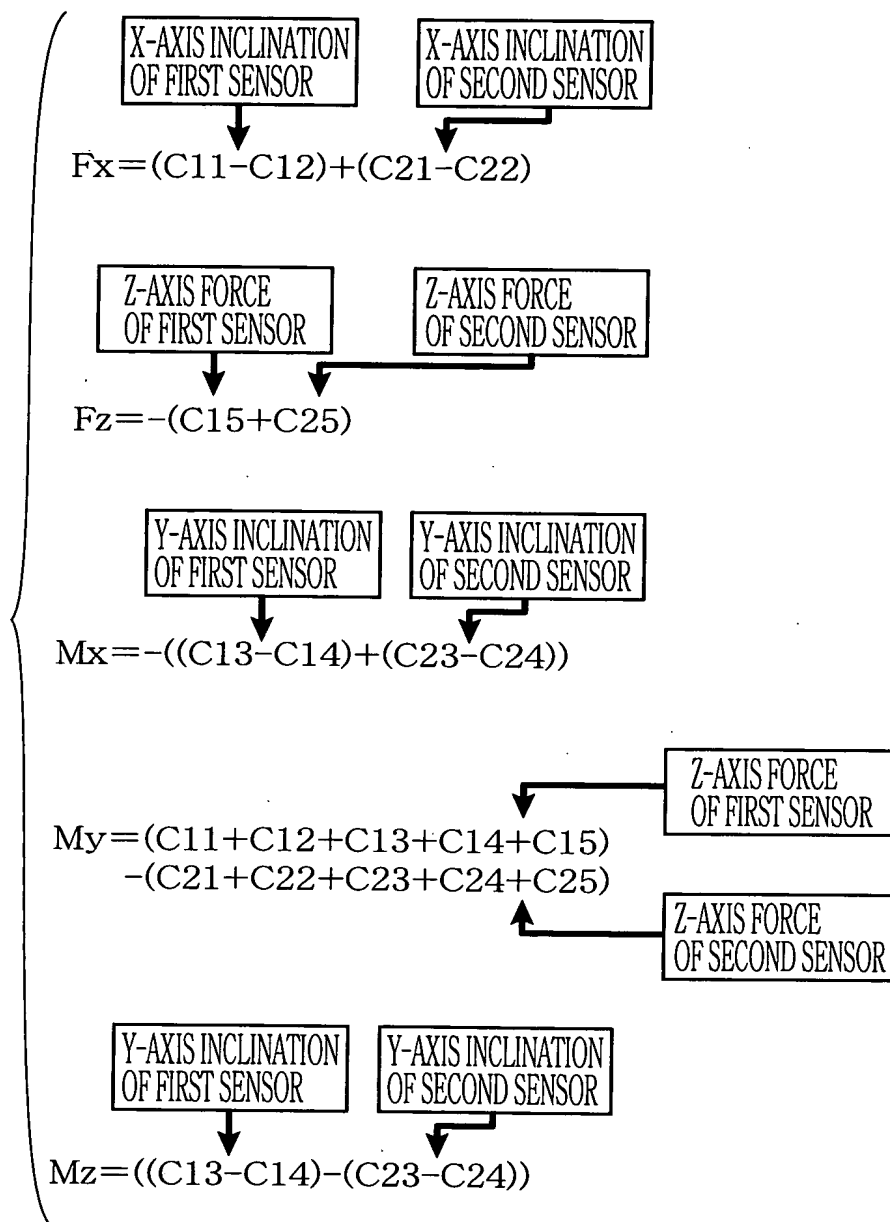 X-AXIS INCLINATION
OF FIRST SENSOR
X-AXIS INCLINATION
OF SECOND SENSOR
Fx=(C11-C12)+(C21-C22)
Z-AXIS FORCE
OF FIRST SENSOR
Z-AXIS FORCE
OF SECOND SENSOR
Fz=-(C15+C25)
Y-AXIS INCLINATION
OF FIRST SENSOR
Y-AXIS INCLINATION
OF SECOND SENSOR
Mx=-((C13-C14)+(C23-C24))
Z-AXIS FORCE
OF FIRST SENSOR
My=(C11+C12+C13+C14+C15)
-(C21+C22+C23+C24+C25)
Z-AXIS FORCE
OF SECOND SENSOR
Y-AXIS INCLINATION
OF FIRST SENSOR
Y-AXIS INCLINATION
OF SECOND SENSOR
Mz=((C13-C14)-(C23-C24))